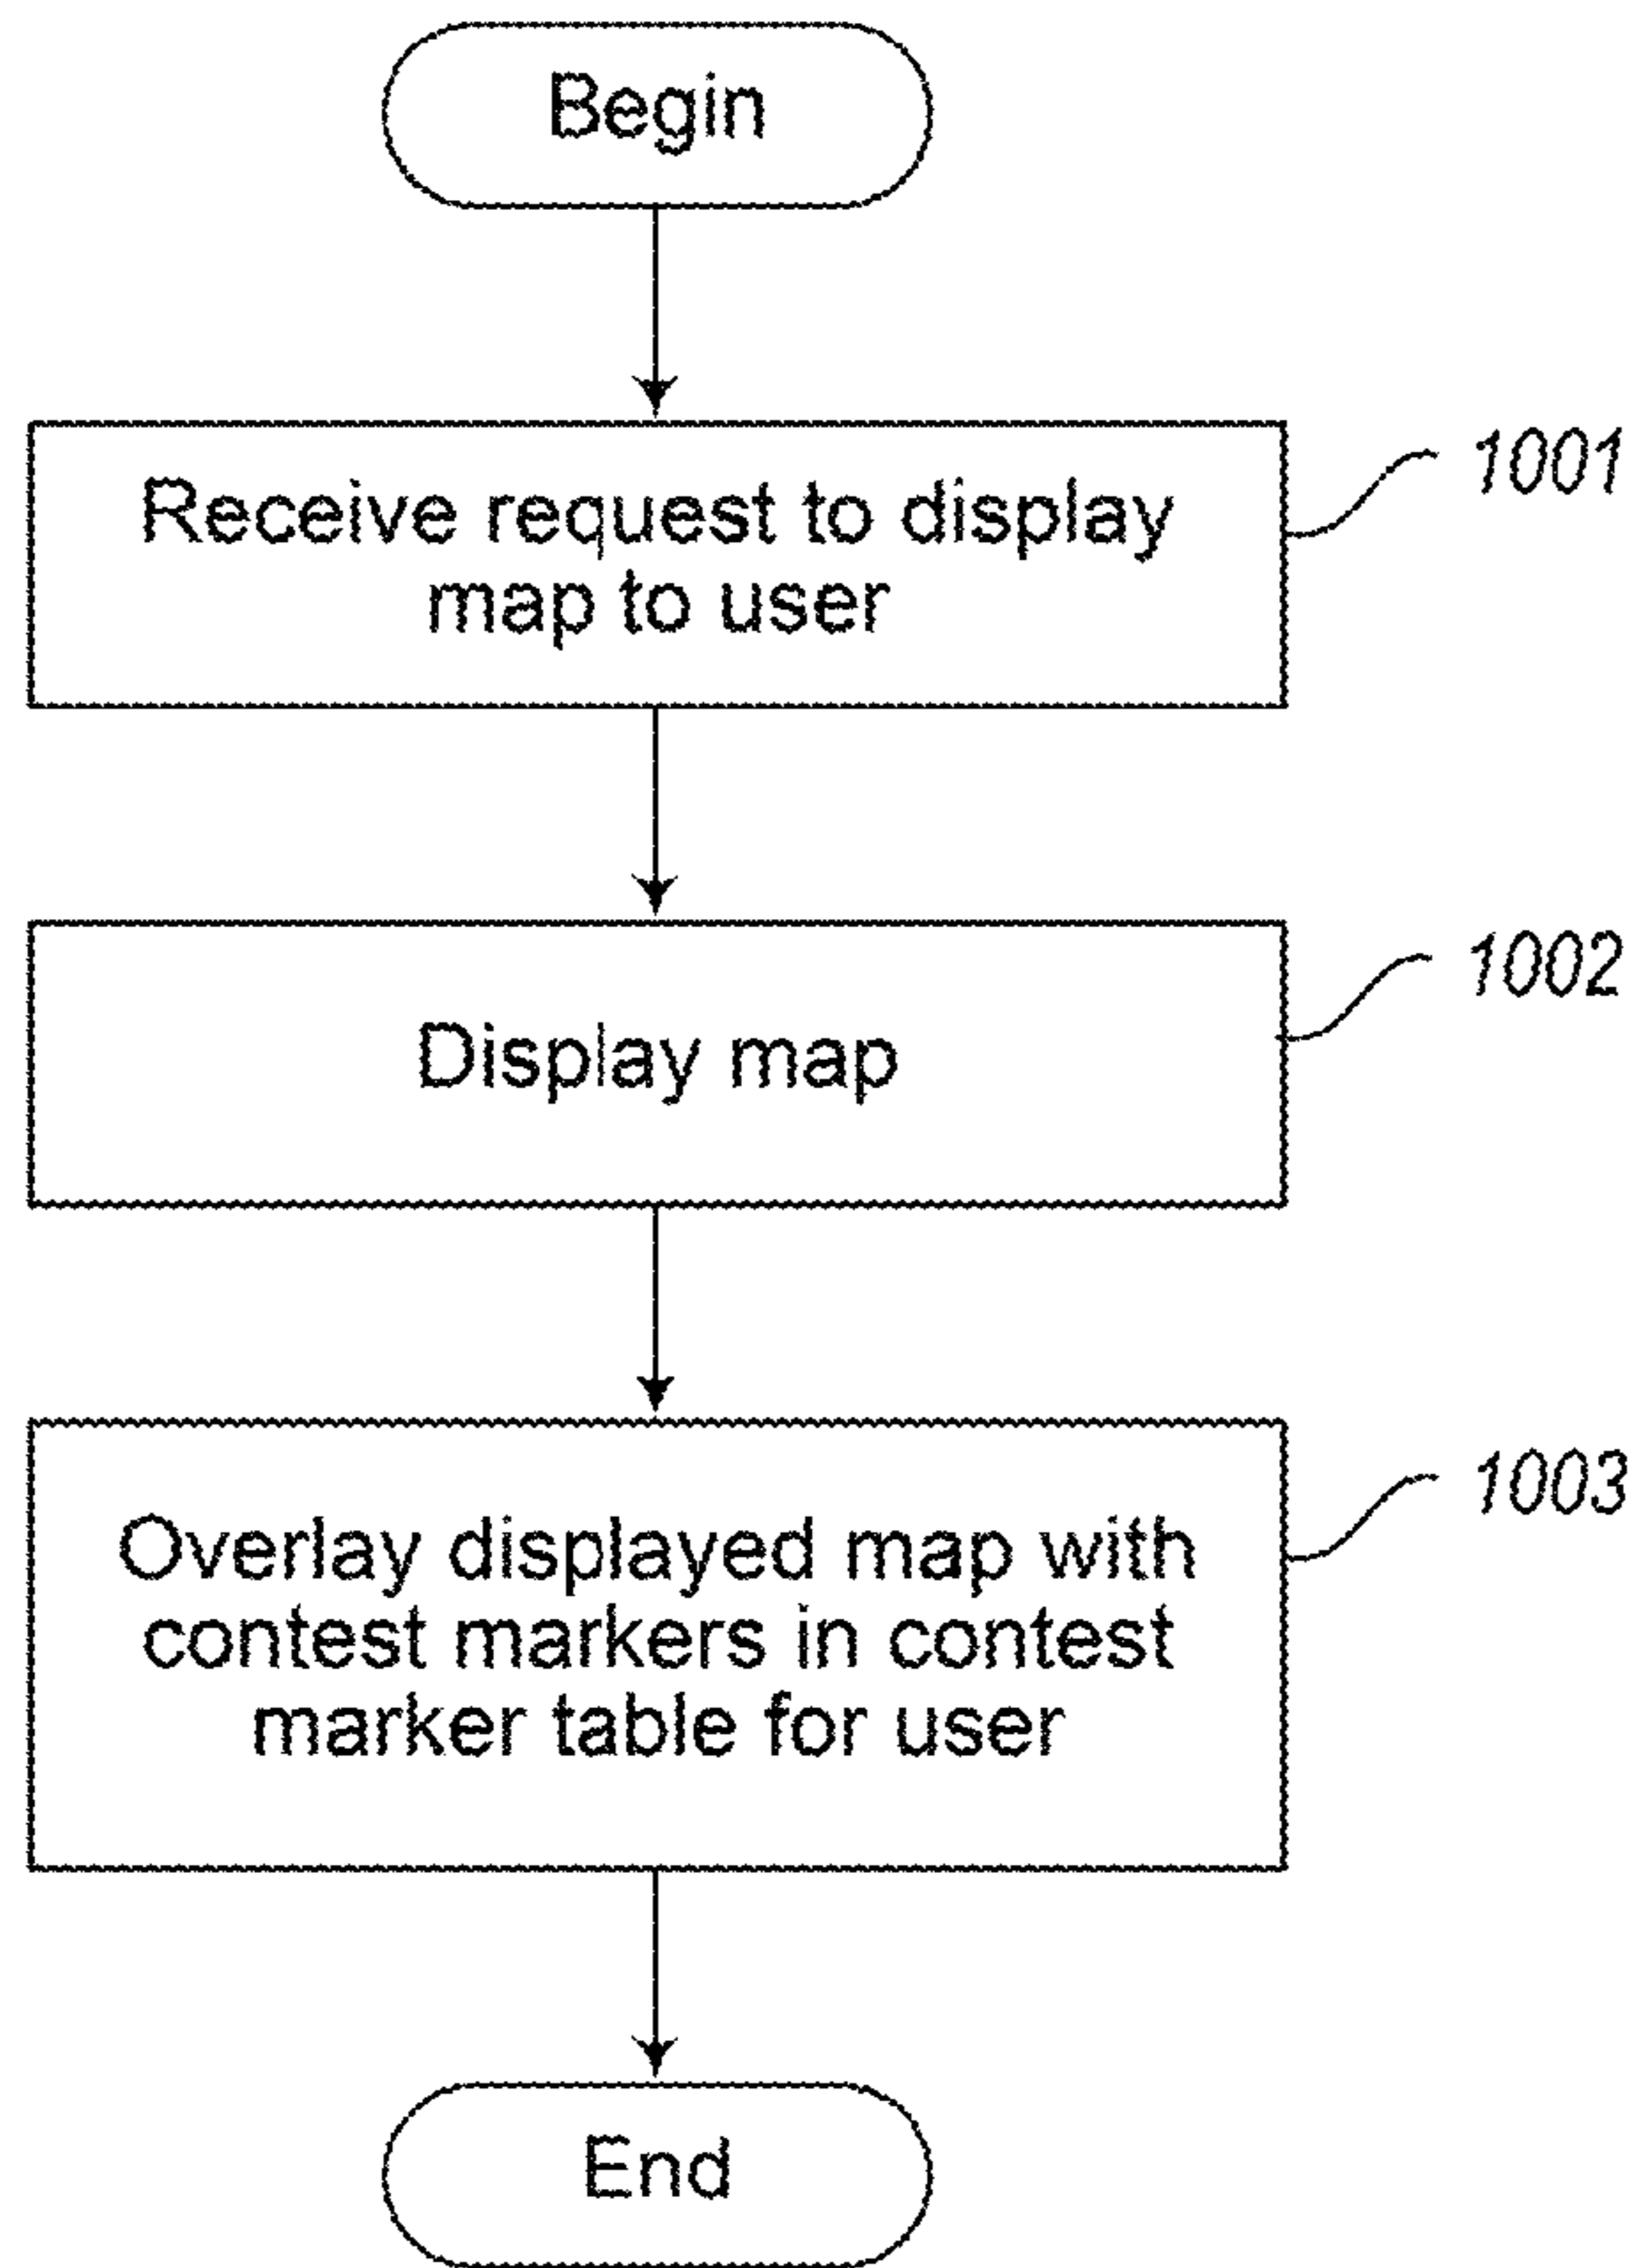 Begin
Receive request to display
map to user
1001
Display map
1002
Overlay displayed map with
contest markers in contest
marker table for user
1003
End